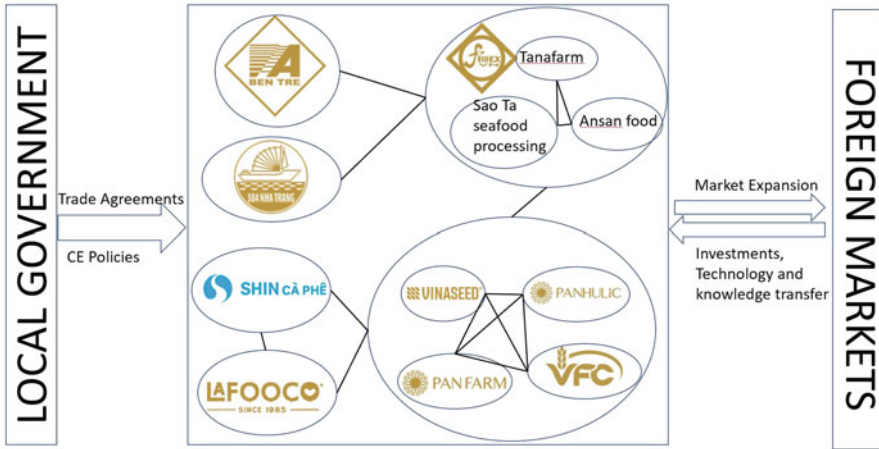 LOCAL GOVERNMENT
Trade Agreements
CE Policies
A
BEN TRE
584 NHA TRANG
SHIN CÀ PHÊ
LAFOOCO
SINCE 1985
fimex
Tanafarm
Sao Ta
seafood
processing
Ansan food
VINASEED
PANHULIC
PAN FARM
VFC
Market Expansion
Investments,
Technology and
knowledge transfer
FOREIGN MARKETS